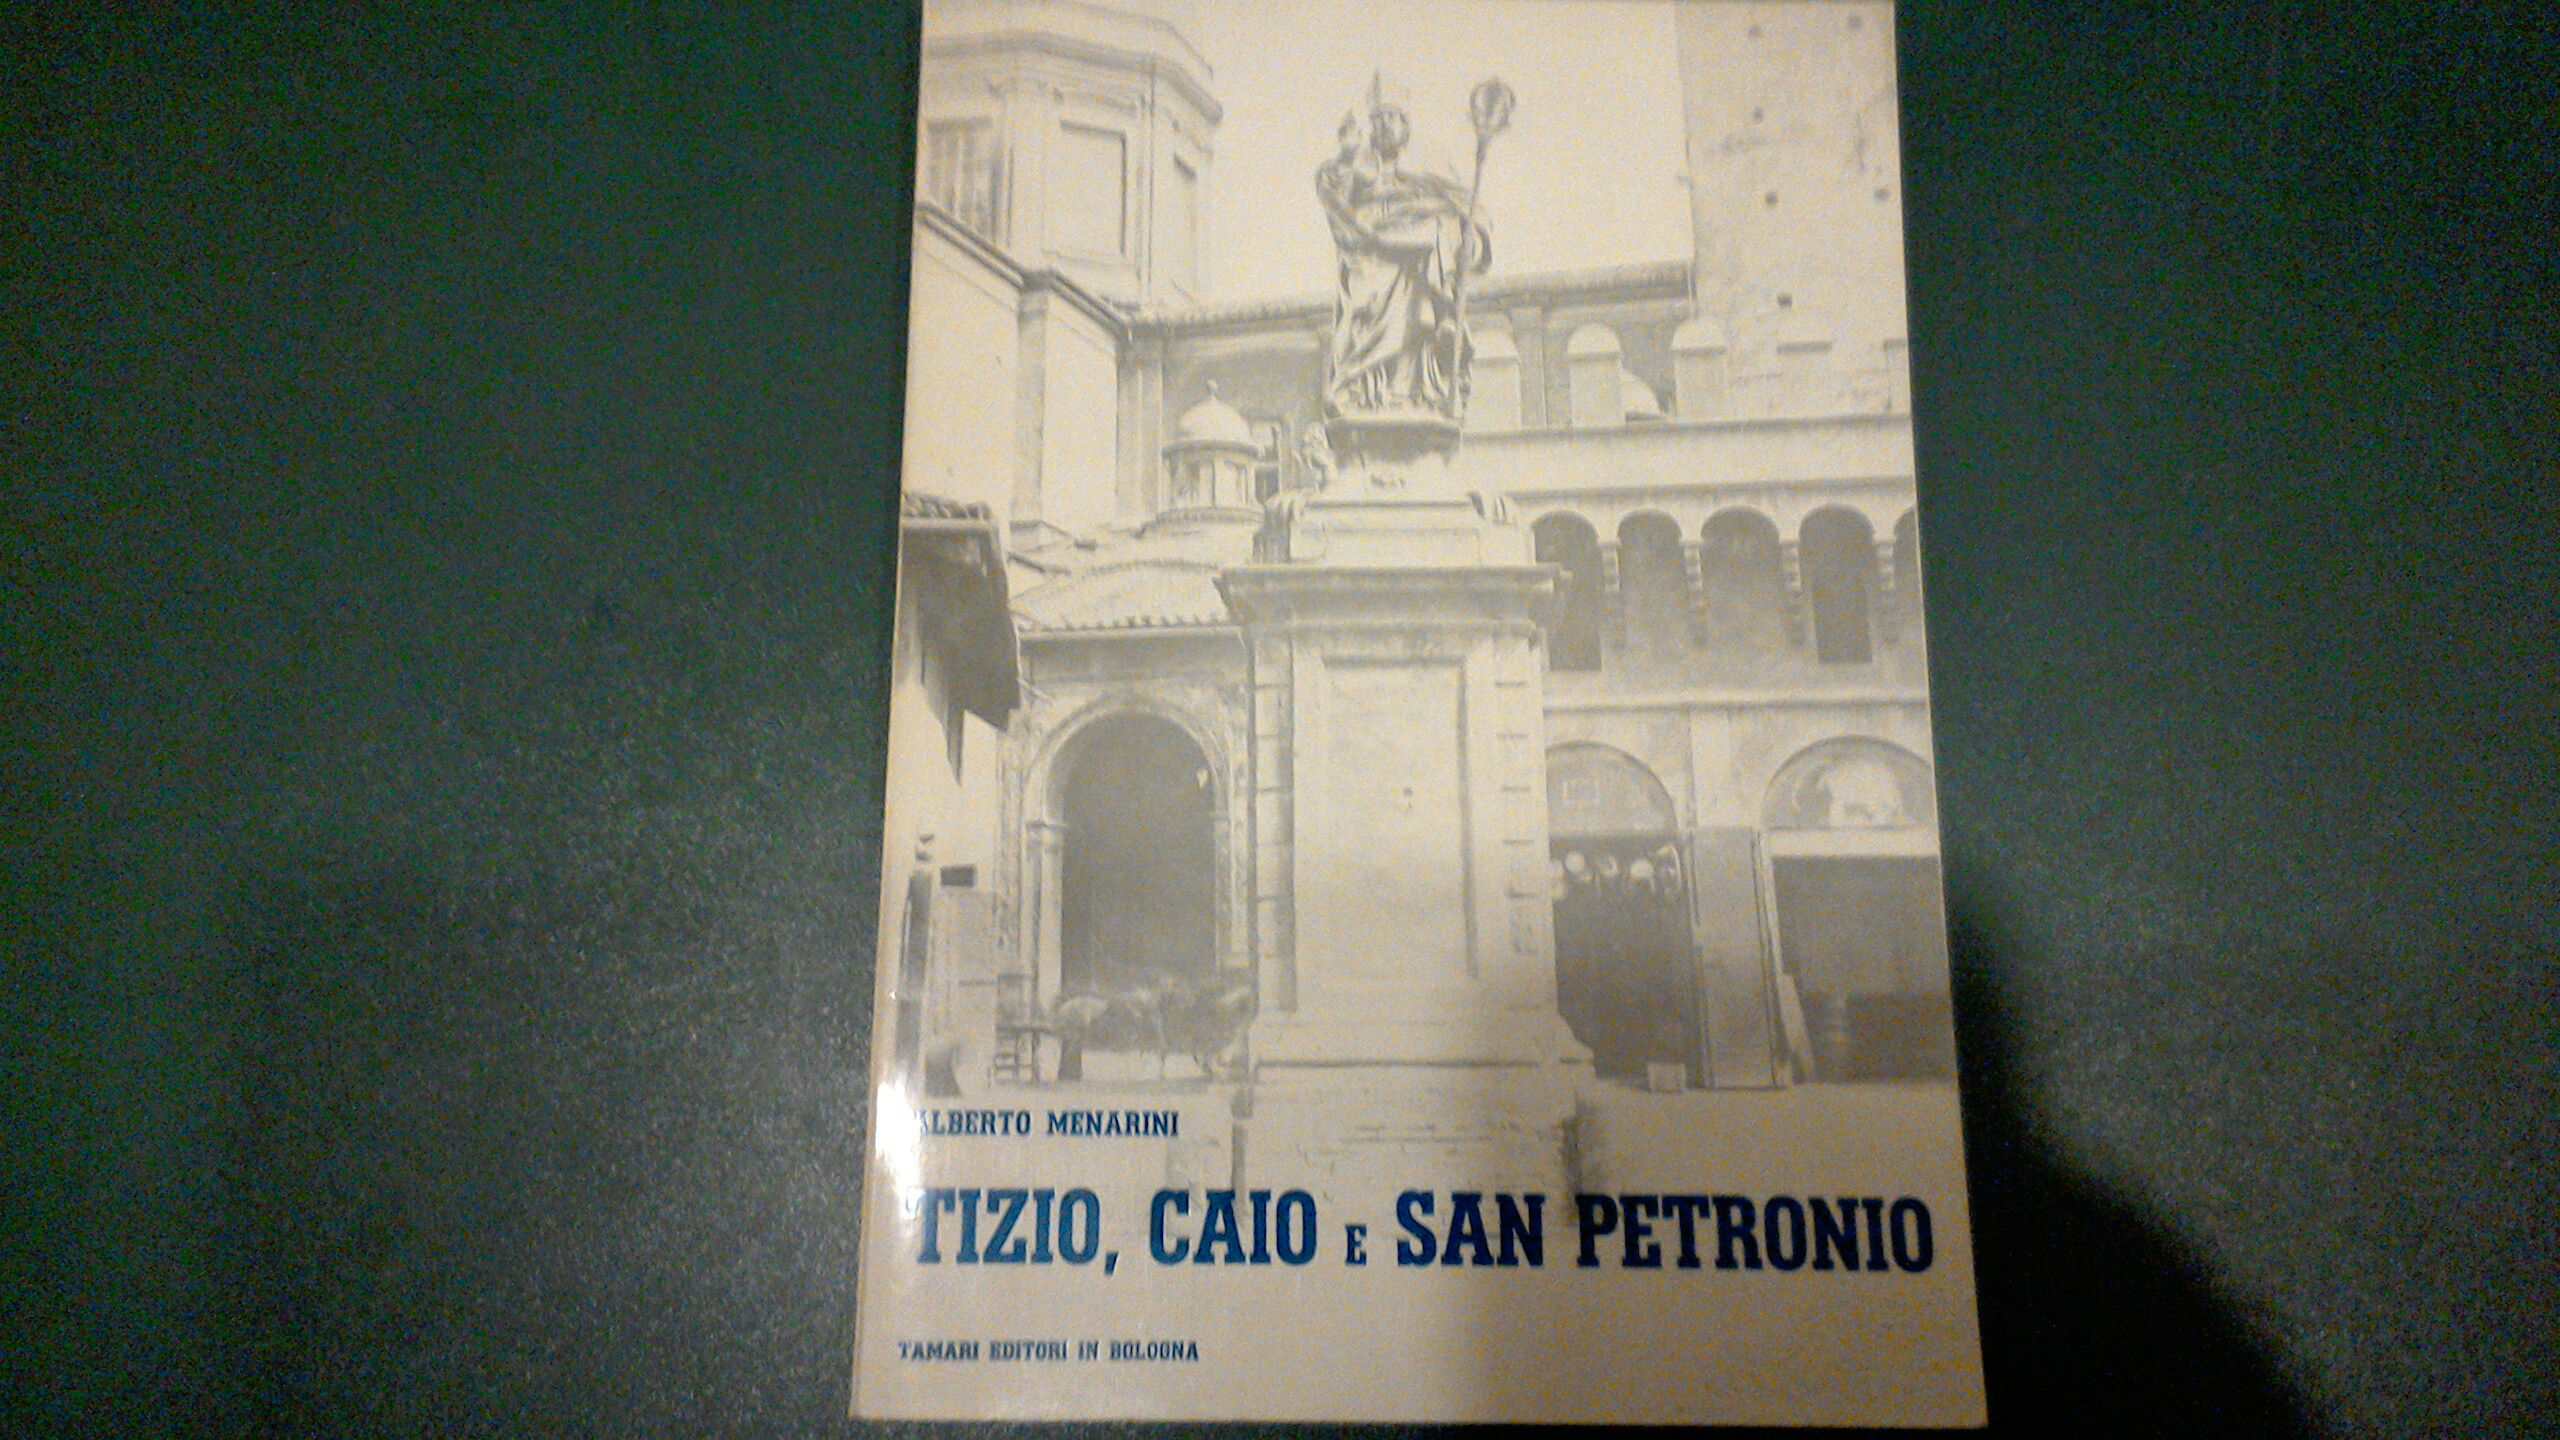 ALBERTO MENARINI
TIZIO, CAIO E SAN PETRONIO
TAMARI EDITORI IN BOLOGNA